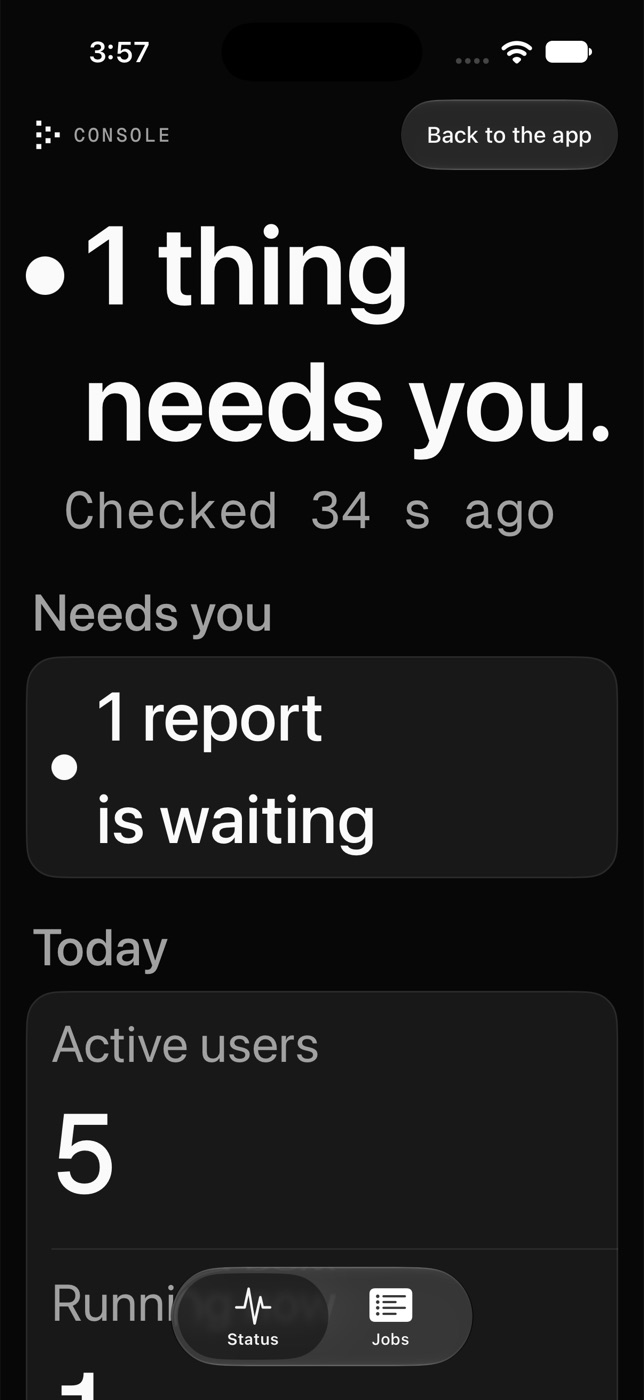 3:57
CONSOLE
Back to the app
1 thing
needs you.
Checked 34 s ago
Needs you
1 report
is waiting
Today
Active users
5
Status
Jobs